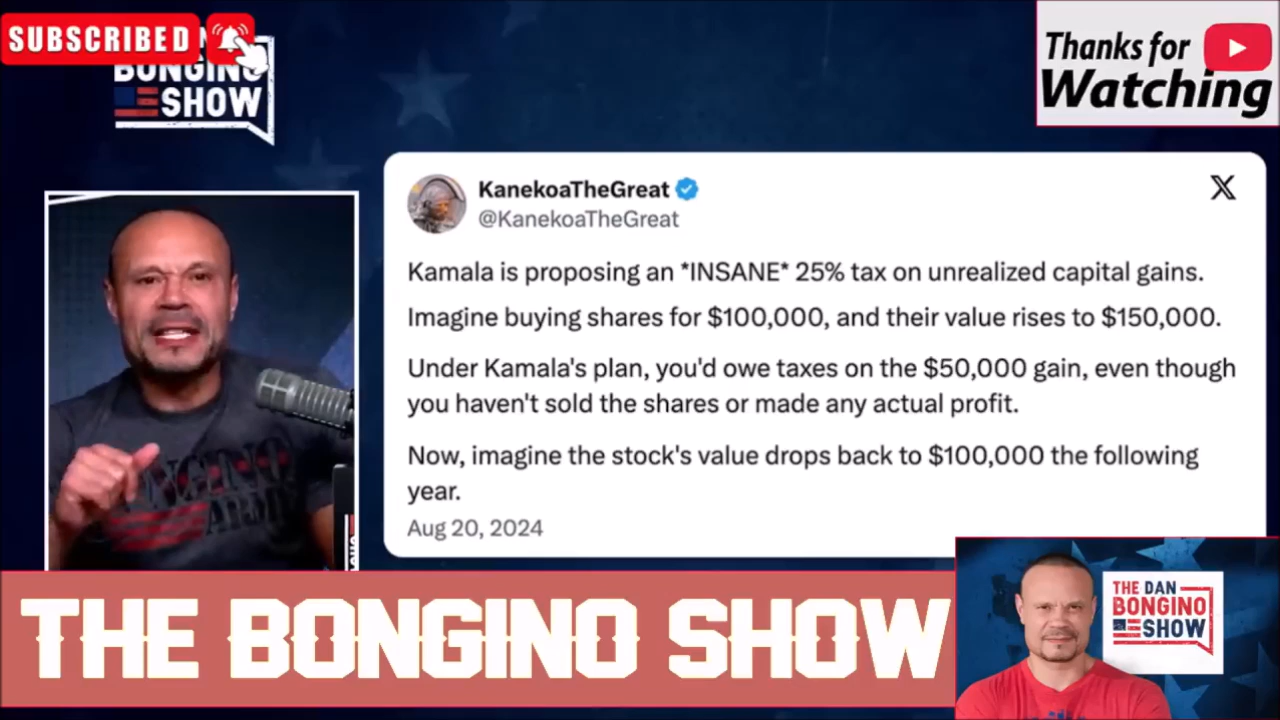 SUBSCRIBED
BONGINO
SHOW
Thanks for
Watching
KanekoaTheGreat
@KanekoaTheGreat
Kamala is proposing an *INSANE* 25% tax on unrealized capital gains.
Imagine buying shares for $100,000, and their value rises to $150,000.
Under Kamala's plan, you'd owe taxes on the $50,000 gain, even though
you haven't sold the shares or made any actual profit.
Now, imagine the stock's value drops back to $100,000 the following
year.
Aug 20, 2024
BONGINO
ARMY
THE BONGINO SHOW
THE DAN
BONGINO
SHOW